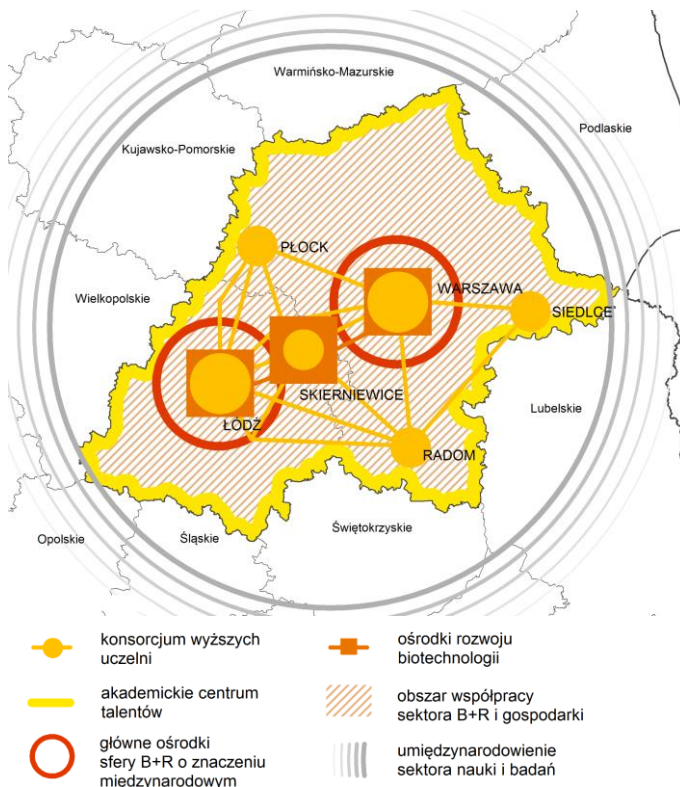 Warmińsko-Mazurskie
Podlaskie
Kujawsko-Pomorskie
PŁOCK
WARSZAWA
Wielkopolskie
SIEDLCE
SKIERNIEWICE
Lubelskie
ŁÓDŹ
RADOM
Świętokrzyskie
Opolskie
Śląskie
konsorcjum wyższych
uczelni
akademickie centrum
talentów
główne ośrodki
sfery B+R o znaczeniu
międzynarodowym
ośrodki rozwoju
biotechnologii
obszar współpracy
sektora B+R i gospodarki
umiędzynarodowienie
sektora nauki i badań